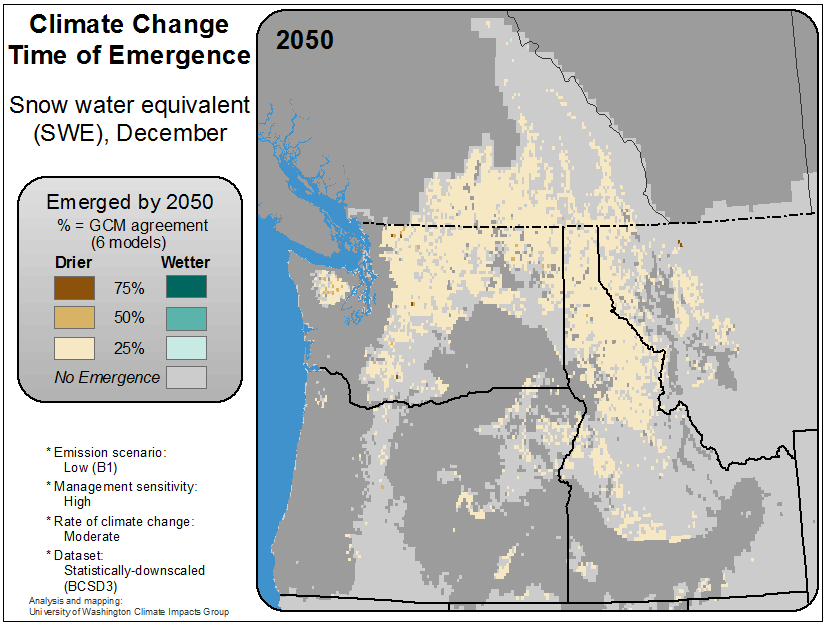 Climate Change
Time of Emergence
Snow water equivalent
(SWE), December
2050
Emerged by 2050
% = GCM agreement
(6 models)
Drier Wetter
75%
50%
25%
No Emergence
* Emission scenario:
Low (B1)
* Management sensitivity:
High
* Rate of climate change:
Moderate
* Dataset:
Statistically-downscaled
(BCSD3)
Analysis and mapping:
University of Washington Climate Impacts Group